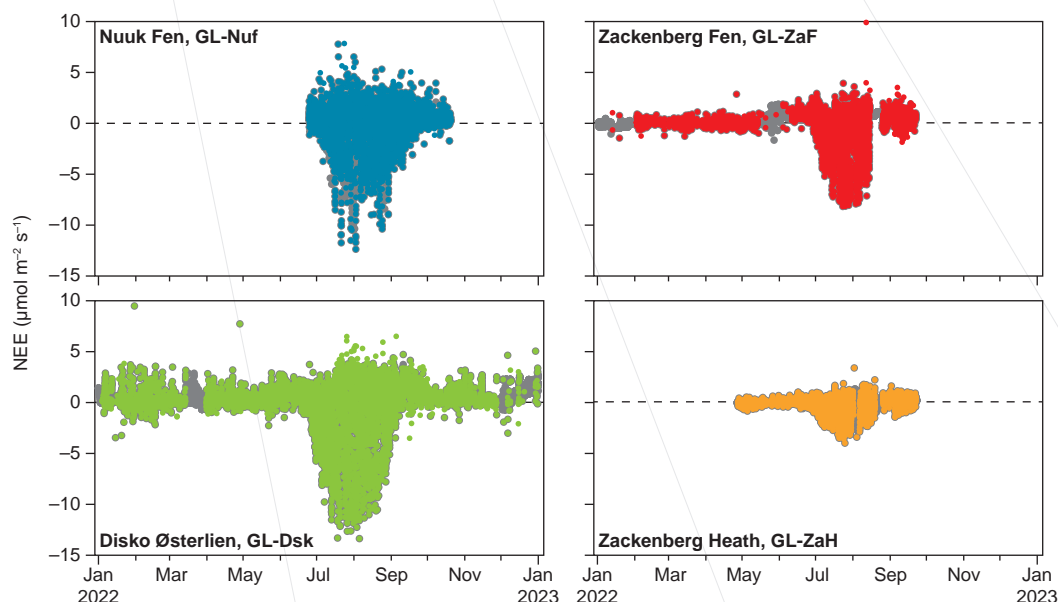 NEE (µmol m⁻² s⁻¹)
Nuuk Fen, GL-Nuf
10
5
0
–5
–10
–15
Zackenberg Fen, GL-ZaF
Disko Østerlien, GL-Dsk
10
5
0
–5
–10
–15
Jan Mar May Jul Sep Nov Jan
2022 2023
Zackenberg Heath, GL-ZaH
Jan Mar May Jul Sep Nov Jan
2022 2023